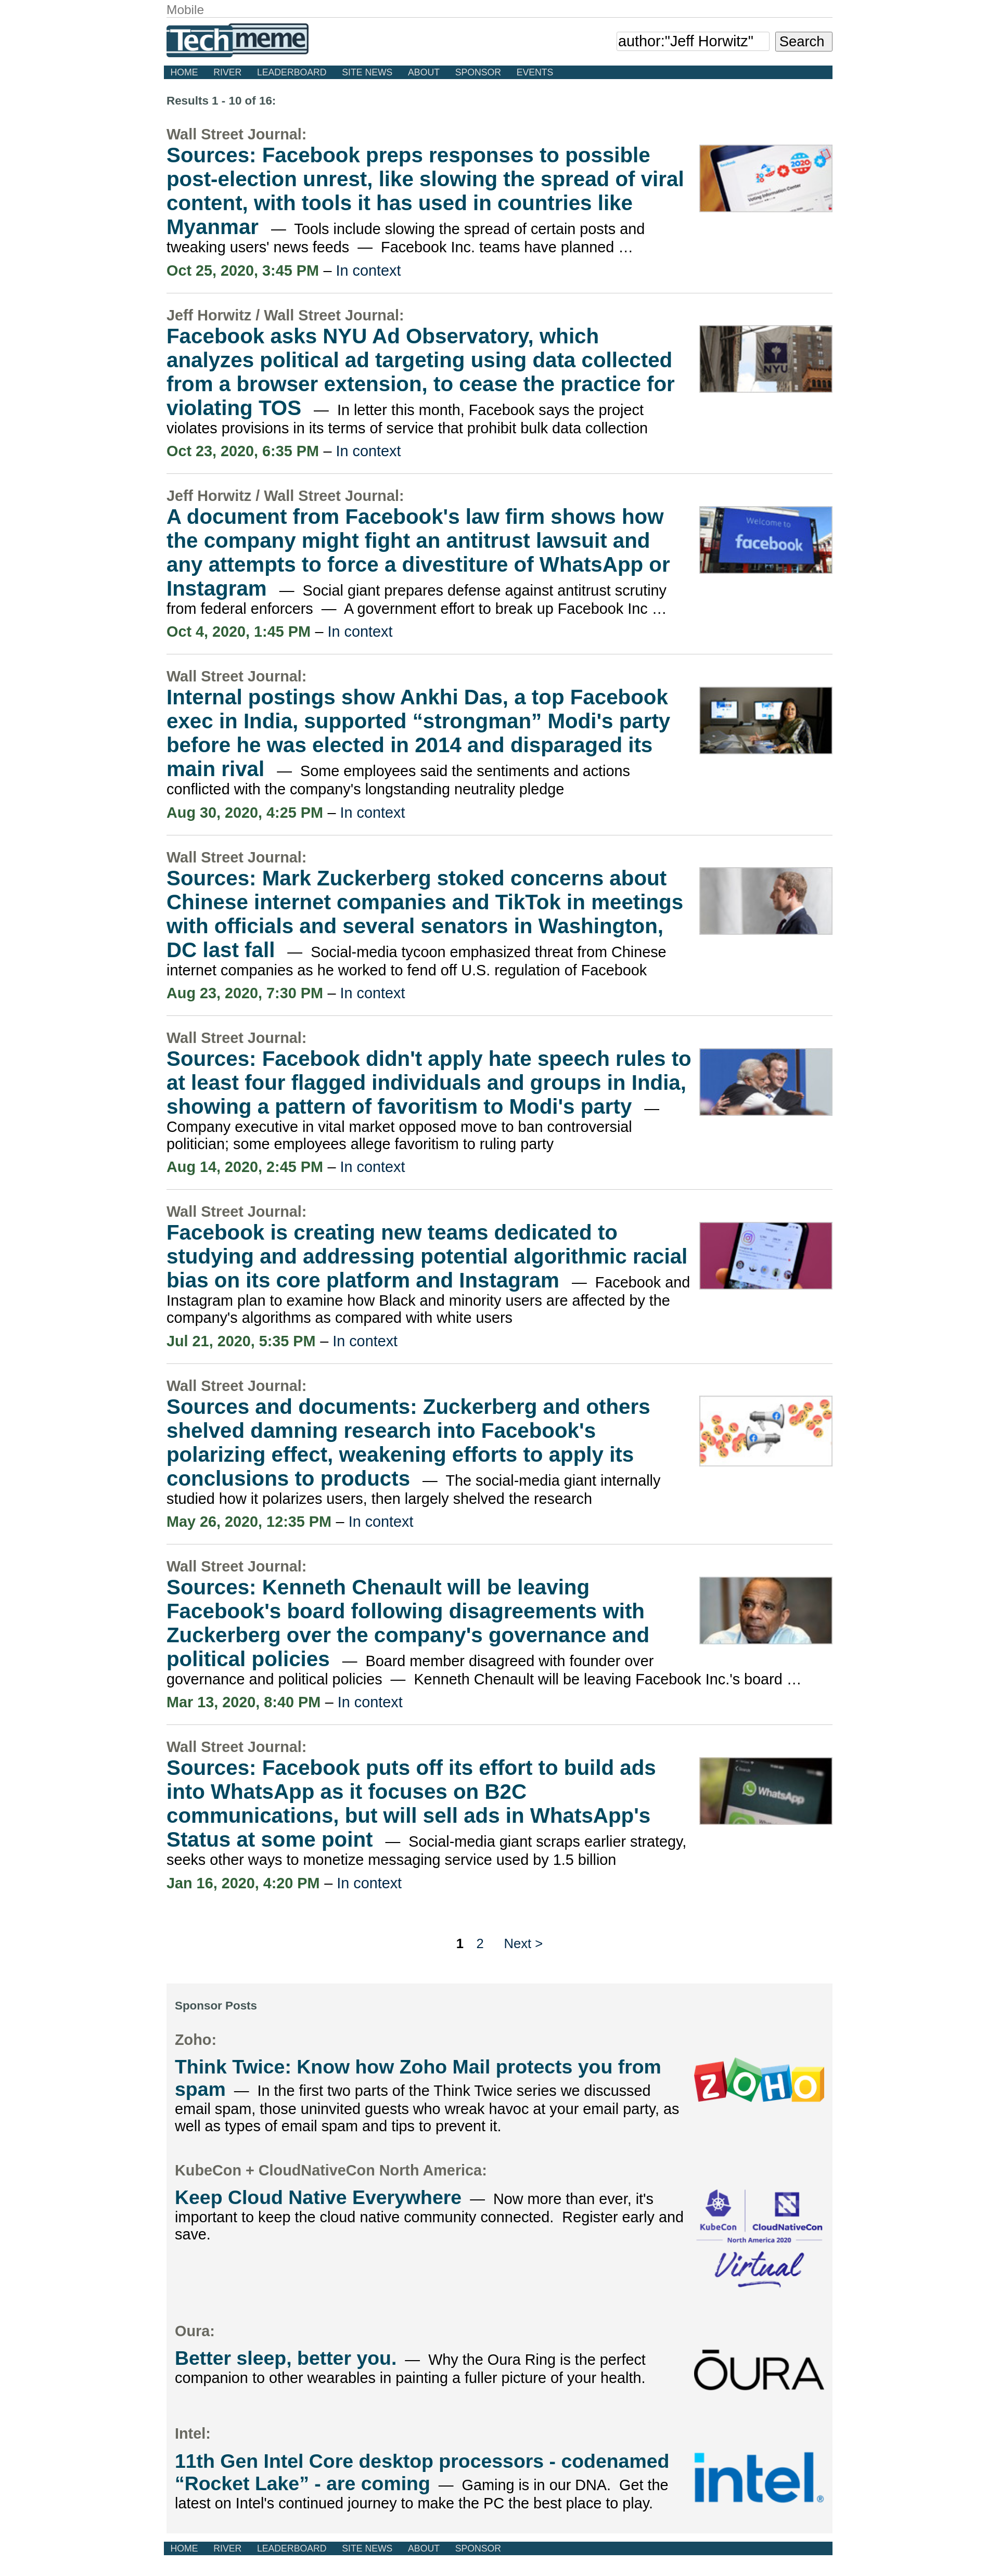 Mobile
Techmeme
author:"Jeff Horwitz"
Search
HOME RIVER LEADERBOARD SITE NEWS ABOUT SPONSOR EVENTS
Results 1 - 10 of 16:
Wall Street Journal:
Sources: Facebook preps responses to possible
post-election unrest, like slowing the spread of viral
content, with tools it has used in countries like
Myanmar — Tools include slowing the spread of certain posts and
tweaking users' news feeds — Facebook Inc. teams have planned …
Oct 25, 2020, 3:45 PM – In context
2020
Voting Information Center
Jeff Horwitz / Wall Street Journal:
Facebook asks NYU Ad Observatory, which
analyzes political ad targeting using data collected
from a browser extension, to cease the practice for
violating TOS — In letter this month, Facebook says the project
violates provisions in its terms of service that prohibit bulk data collection
Oct 23, 2020, 6:35 PM – In context
NYU
Jeff Horwitz / Wall Street Journal:
A document from Facebook's law firm shows how
the company might fight an antitrust lawsuit and
any attempts to force a divestiture of WhatsApp or
Instagram — Social giant prepares defense against antitrust scrutiny
from federal enforcers — A government effort to break up Facebook Inc …
Oct 4, 2020, 1:45 PM – In context
Welcome to
facebook
Wall Street Journal:
Internal postings show Ankhi Das, a top Facebook
exec in India, supported “strongman” Modi's party
before he was elected in 2014 and disparaged its
main rival — Some employees said the sentiments and actions
conflicted with the company's longstanding neutrality pledge
Aug 30, 2020, 4:25 PM – In context
Wall Street Journal:
Sources: Mark Zuckerberg stoked concerns about
Chinese internet companies and TikTok in meetings
with officials and several senators in Washington,
DC last fall — Social-media tycoon emphasized threat from Chinese
internet companies as he worked to fend off U.S. regulation of Facebook
Aug 23, 2020, 7:30 PM – In context
Wall Street Journal:
Sources: Facebook didn't apply hate speech rules to
at least four flagged individuals and groups in India,
showing a pattern of favoritism to Modi's party —
Company executive in vital market opposed move to ban controversial
politician; some employees allege favoritism to ruling party
Aug 14, 2020, 2:45 PM – In context
Wall Street Journal:
Facebook is creating new teams dedicated to
studying and addressing potential algorithmic racial
bias on its core platform and Instagram — Facebook and
Instagram plan to examine how Black and minority users are affected by the
company's algorithms as compared with white users
Jul 21, 2020, 5:35 PM – In context
Wall Street Journal:
Sources and documents: Zuckerberg and others
shelved damning research into Facebook's
polarizing effect, weakening efforts to apply its
conclusions to products — The social-media giant internally
studied how it polarizes users, then largely shelved the research
May 26, 2020, 12:35 PM – In context
Wall Street Journal:
Sources: Kenneth Chenault will be leaving
Facebook's board following disagreements with
Zuckerberg over the company's governance and
political policies — Board member disagreed with founder over
governance and political policies — Kenneth Chenault will be leaving Facebook Inc.'s board …
Mar 13, 2020, 8:40 PM – In context
Wall Street Journal:
Sources: Facebook puts off its effort to build ads
into WhatsApp as it focuses on B2C
communications, but will sell ads in WhatsApp's
Status at some point — Social-media giant scraps earlier strategy,
seeks other ways to monetize messaging service used by 1.5 billion
Jan 16, 2020, 4:20 PM – In context
WhatsApp
1 2 Next >
Sponsor Posts
Zoho:
Think Twice: Know how Zoho Mail protects you from
spam — In the first two parts of the Think Twice series we discussed
email spam, those uninvited guests who wreak havoc at your email party, as
well as types of email spam and tips to prevent it.
ZOHO
KubeCon + CloudNativeCon North America:
Keep Cloud Native Everywhere — Now more than ever, it's
important to keep the cloud native community connected. Register early and
save.
KubeCon CloudNativeCon
North America 2020
Virtual
Oura:
Better sleep, better you. — Why the Oura Ring is the perfect
companion to other wearables in painting a fuller picture of your health.
ŌURA
Intel:
11th Gen Intel Core desktop processors - codenamed
“Rocket Lake” - are coming — Gaming is in our DNA. Get the
latest on Intel's continued journey to make the PC the best place to play.
intel®
HOME RIVER LEADERBOARD SITE NEWS ABOUT SPONSOR